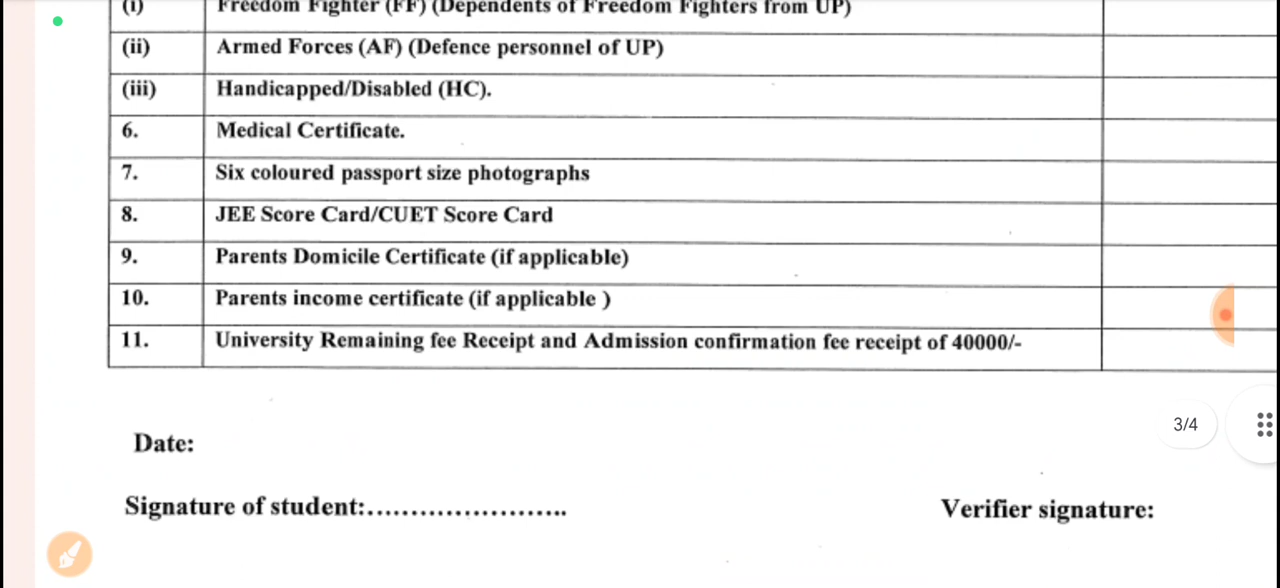 (i) Freedom Fighter (FF) (Dependents of Freedom Fighters from UP)
(ii) Armed Forces (AF) (Defence personnel of UP)
(iii) Handicapped/Disabled (HC).
6. Medical Certificate.
7. Six coloured passport size photographs
8. JEE Score Card/CUET Score Card
9. Parents Domicile Certificate (if applicable)
10. Parents income certificate (if applicable )
11. University Remaining fee Receipt and Admission confirmation fee receipt of 40000/-
3/4
Date:
Signature of student:.......................
Verifier signature: